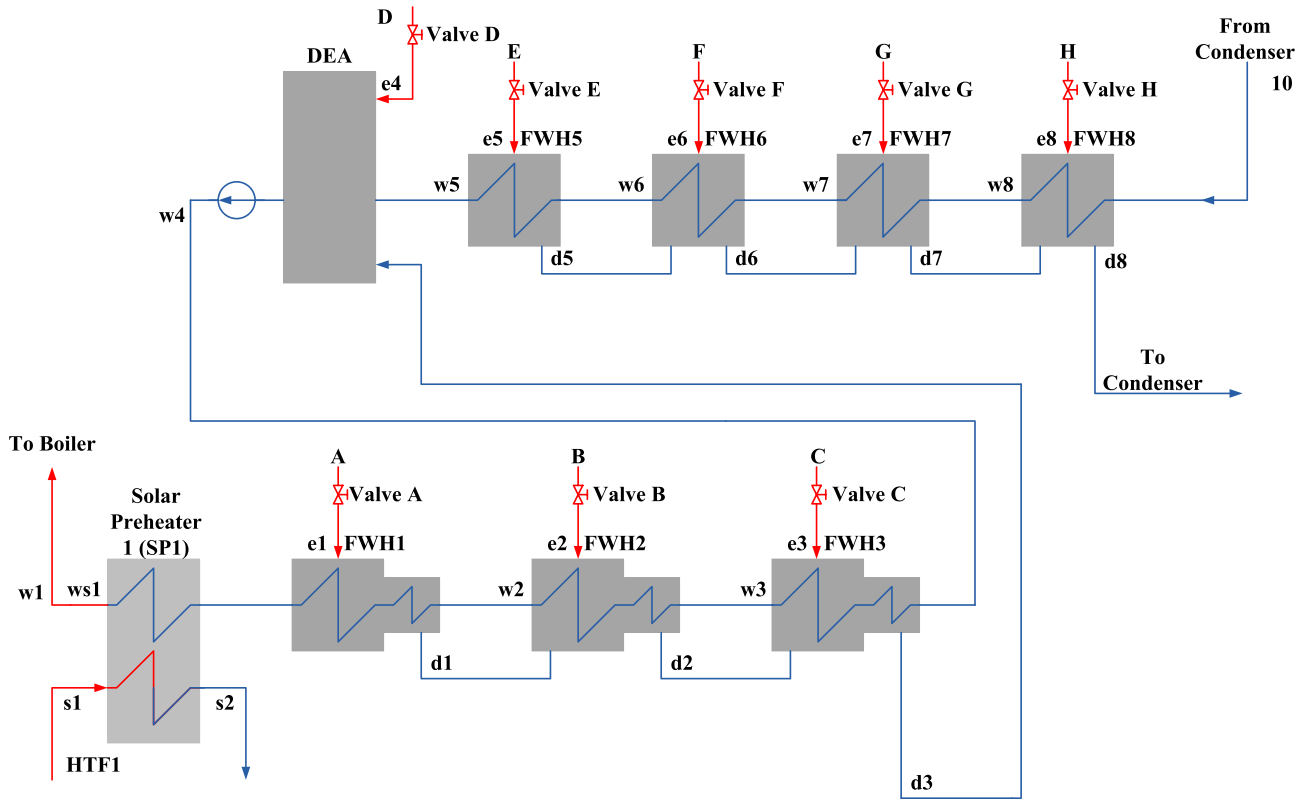 D
Valve D
DEA
e4
E
Valve E
F
Valve F
G
Valve G
H
Valve H
From
Condenser
10
e5
FWH5
e6
FWH6
e7
FWH7
e8
FWH8
w4
w5
w6
w7
w8
d5
d6
d7
d8
To
Condenser
To Boiler
Solar
Preheater
1 (SP1)
A
Valve A
B
Valve B
C
Valve C
e1
FWH1
e2
FWH2
e3
FWH3
w1
ws1
w2
w3
d1
d2
s1
s2
HTF1
d3